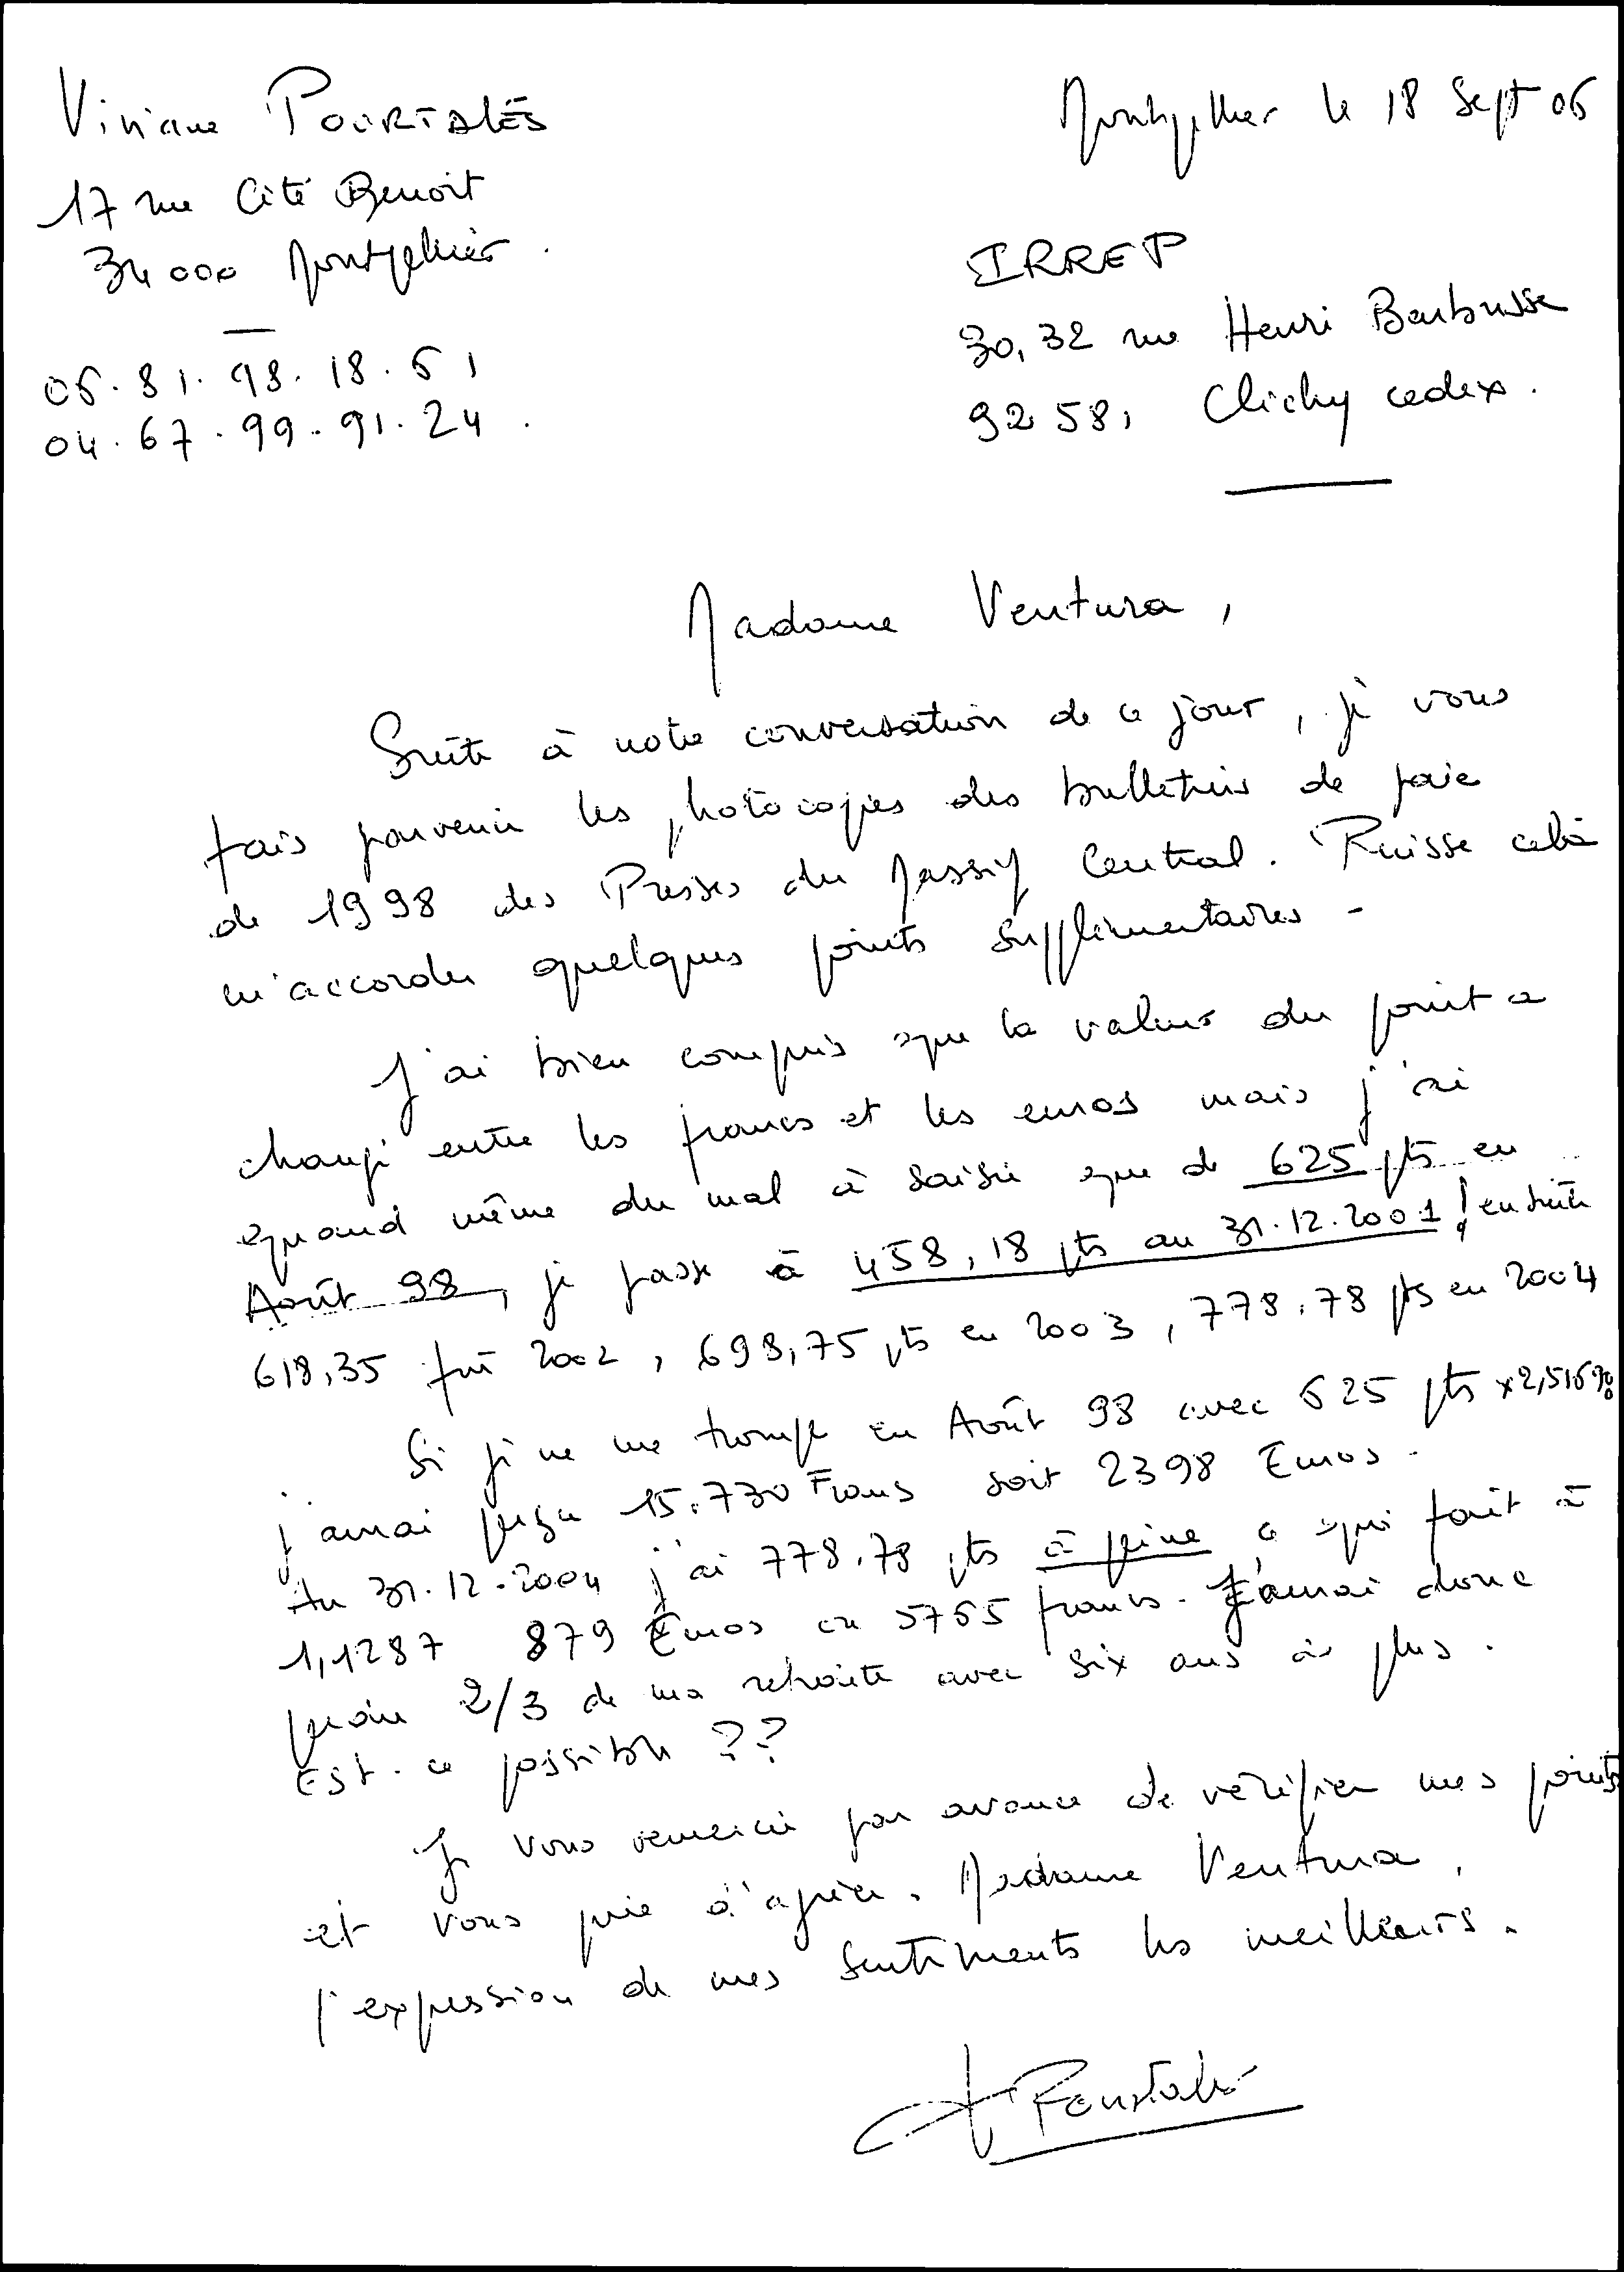 Viviane POURTALÈS
17 rue Cité Benoit
34000 Montpellier.
06.81.98.18.61
04.67.99.91.24.
Montpellier le 18 Sept 06
IRREP
30,32 rue Henri Barbusse
92581 Clichy cedex.
Madame Ventura,
Suite à notre conversation de ce jour, je vous
fais parvenir les photocopies des bulletins de paie
de 1998 des Presses du Massif Central. Puisse cela
m'accorder quelques points supplémentaires -
J'ai bien compris que la valeur du point a
changé entre les francs et les euros mais j'ai
quand même du mal à saisir que de 625 pts en
Août 98, je passe à 458,18 pts au 31.12.2001 ! ensuite
618,35 fin 2002, 698,75 pts en 2003, 778.78 pts en 2004
Si je ne me trompe en Août 98 avec 625 pts x 2,5169
j'aurai perçu 15.730 Francs soit 2398 Euros.
Au 31.12.2004 j'ai 778.78 pts à peine ce qui fait à
1,1287 879 Euros ou 5765 francs. J'aurai donc
perdu 2/3 de ma retraite avec six ans de plus.
Est-ce possible ??
Je vous remercie par avance de vérifier mes points
et vous prie d'agréer, Madame Ventura,
l'expression de mes sentiments les meilleurs.
Pourtalès